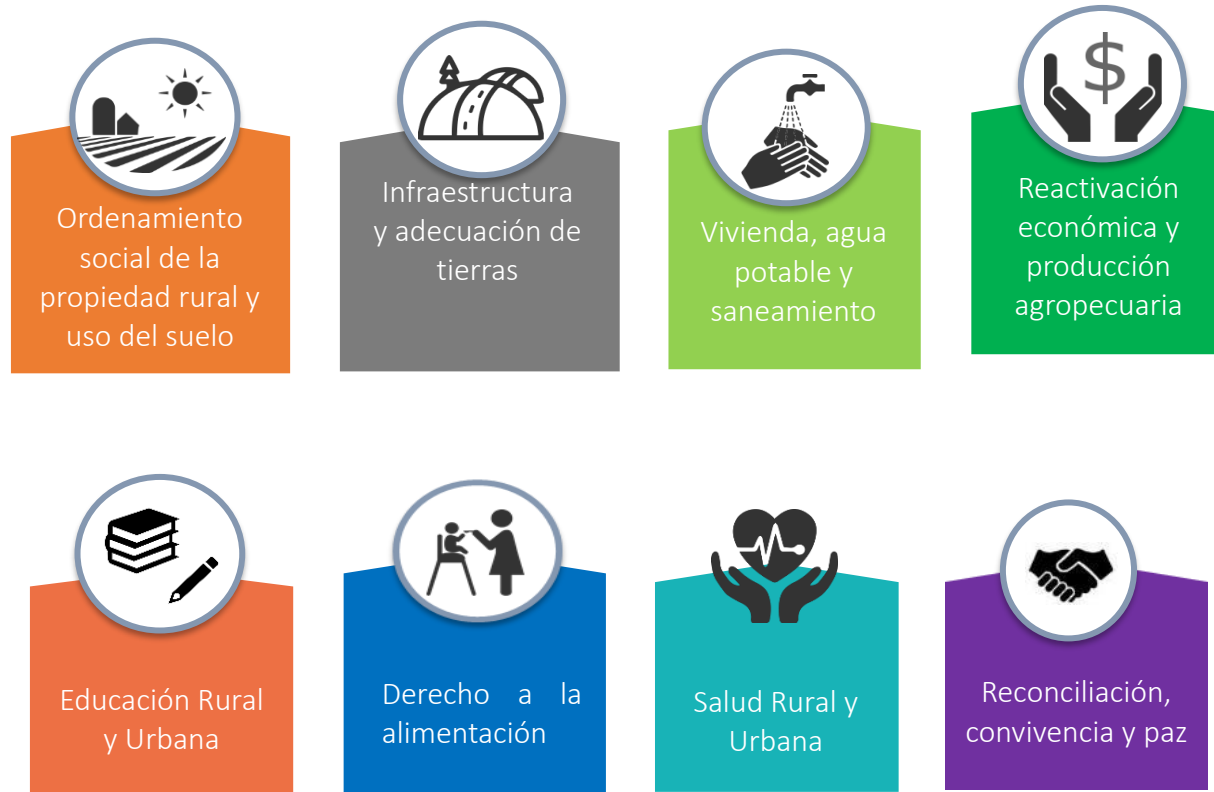 $
Ordenamiento
social de la
propiedad rural y
uso del suelo
Infraestructura
y adecuación de
tierras
Vivienda, agua
potable y
saneamiento
Reactivación
económica y
producción
agropecuaria
Educación Rural
y Urbana
Derecho a la
alimentación
Salud Rural y
Urbana
Reconciliación,
convivencia y paz